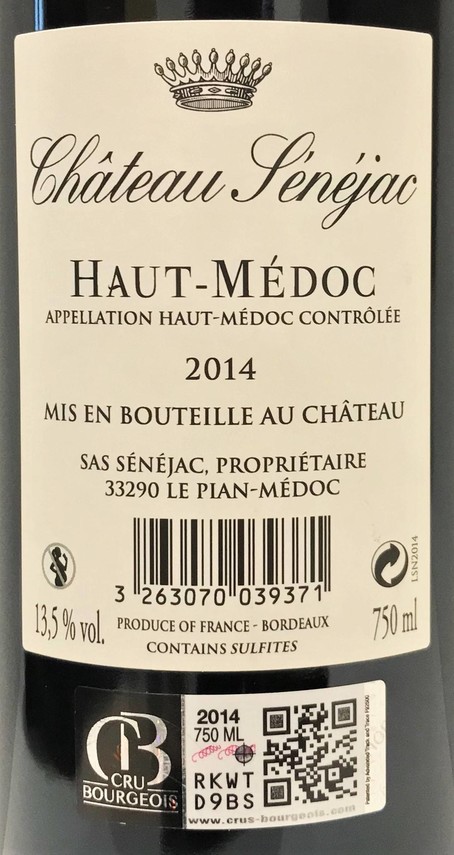 Château Sénéjac
HAUT-MÉDOC
APPELLATION HAUT-MÉDOC CONTRÔLÉE
2014
MIS EN BOUTEILLE AU CHÂTEAU
SAS SÉNÉJAC, PROPRIÉTAIRE
33290 LE PIAN-MÉDOC
LSN2014
3 263070 039371
13,5 % vol.
PRODUCE OF FRANCE - BORDEAUX
750 ml
CONTAINS SULFITES
CB
CRU
BOURGEOIS
2014
750 ML
RKWT
D9BS
www.crus-bourgeois.com